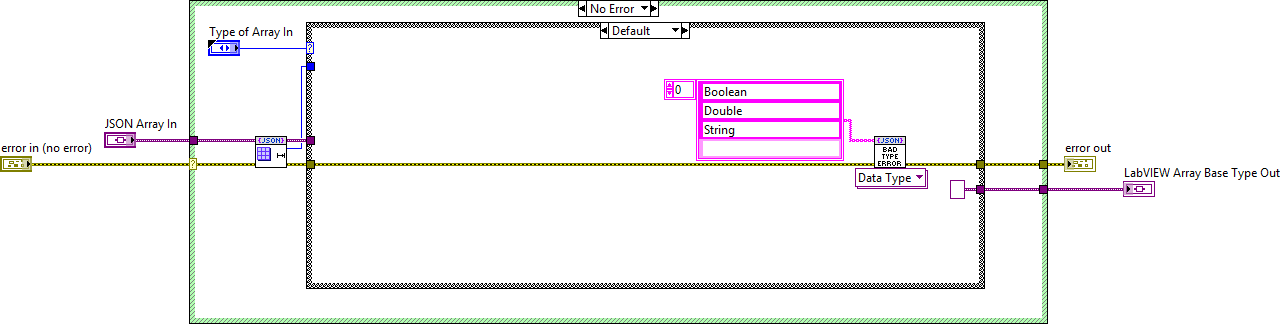 No Error
Default
Type of Array In
?
0
Boolean
Double
String
JSON Array In
{JSON}
{JSON}
BAD
TYPE
ERROR
error in (no error)
?
error out
Data Type
LabVIEW Array Base Type Out